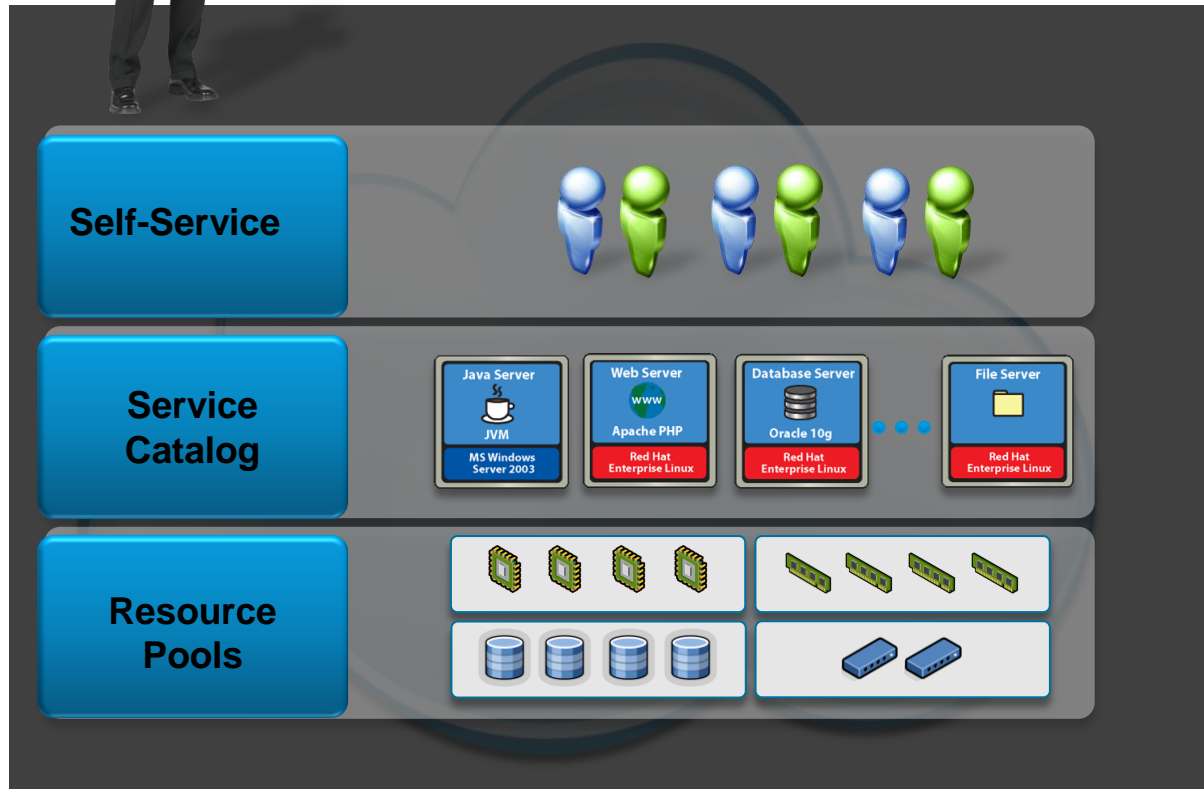 Self-Service
Service
Catalog
Java Server
JVM
MS Windows
Server 2003
Web Server
www
Apache PHP
Red Hat
Enterprise Linux
Database Server
Oracle 10g
Red Hat
Enterprise Linux
File Server
Red Hat
Enterprise Linux
Resource
Pools